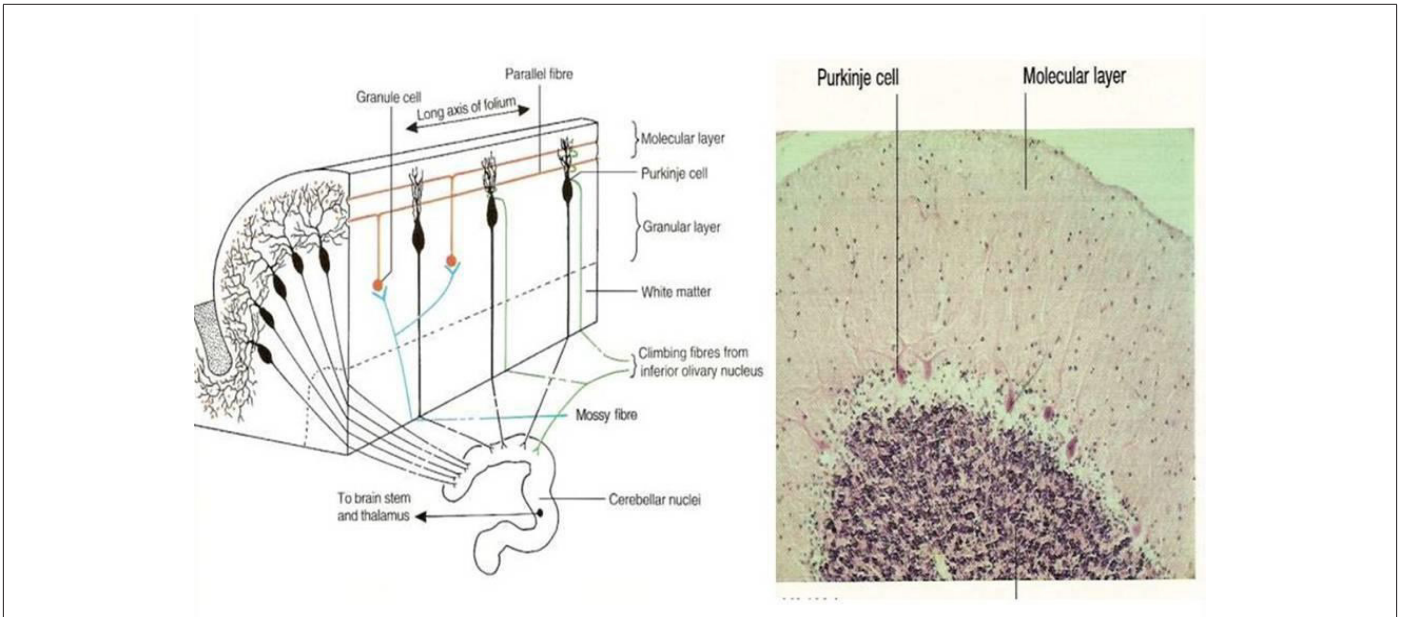 Parallel fibre
Granule cell
Long axis of folium
Molecular layer
Purkinje cell
Granular layer
White matter
Climbing fibres from
inferior olivary nucleus
Mossy fibre
Cerebellar nuclei
To brain stem
and thalamus
Purkinje cell
Molecular layer